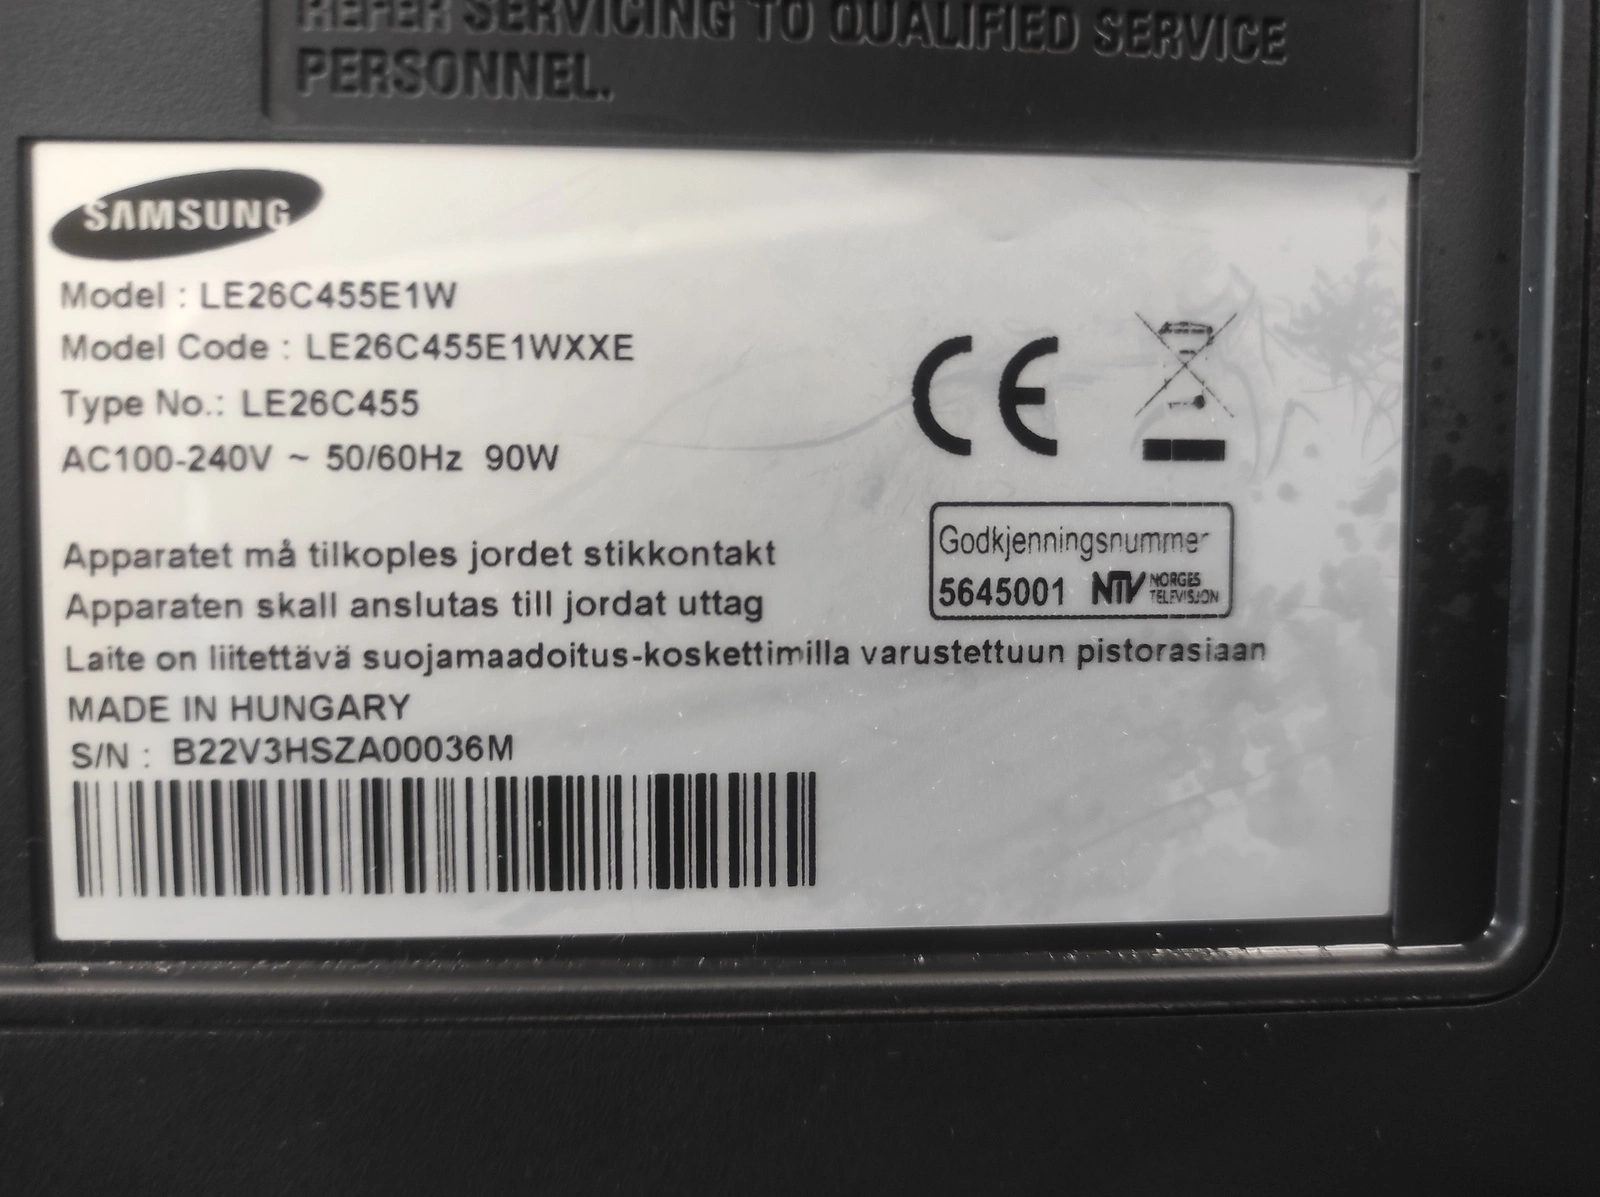 REFER SERVICING TO QUALIFIED SERVICE
PERSONNEL.
SAMSUNG
Model : LE26C455E1W
Model Code : LE26C455E1WXXE
Type No.: LE26C455
AC100-240V ~ 50/60Hz 90W
CE
Godkjenningsnummer
5645001 NTV NORGES
TELEVISJON
Apparatet må tilkoples jordet stikkontakt
Apparaten skall anslutas till jordat uttag
Laite on liitettävä suojamaadoitus-koskettimilla varustettuun pistorasiaan
MADE IN HUNGARY
S/N : B22V3HSZA00036M